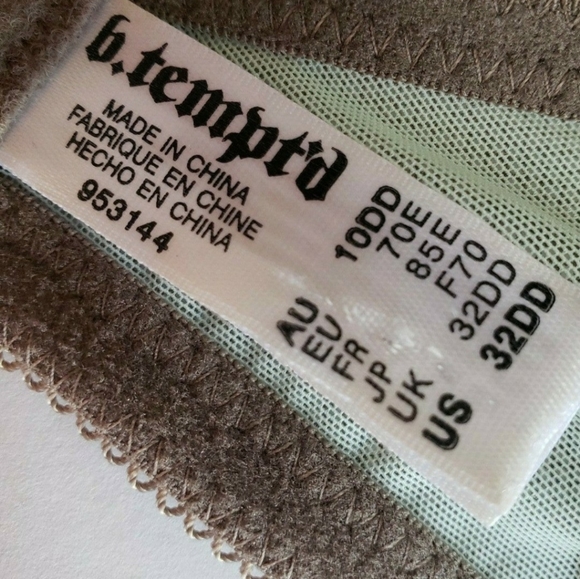 b.tempt'd
MADE IN CHINA
FABRIQUE EN CHINE
HECHO EN CHINA
953144
AU 10DD
EU 70E
FR 85E
JP F70
UK 32DD
US 32DD